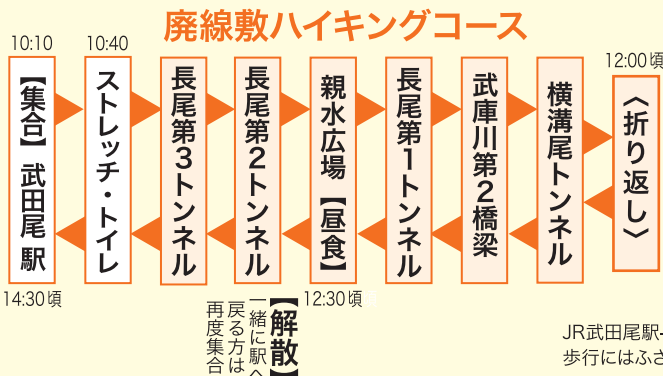 廃線敷ハイキングコース
10:10
10:40
12:00頃
【集合】 武田尾 駅
ストレッチ・トイレ
長尾第3トンネル
長尾第2トンネル
親水広場 【昼食】
長尾第1トンネル
武庫川第2橋梁
横溝尾トンネル
〈折り返し〉
14:30頃
12:30頃
【解散】
一緒に駅へ
戻る方は
再度集合
JR武田尾駅
歩行にはふさ